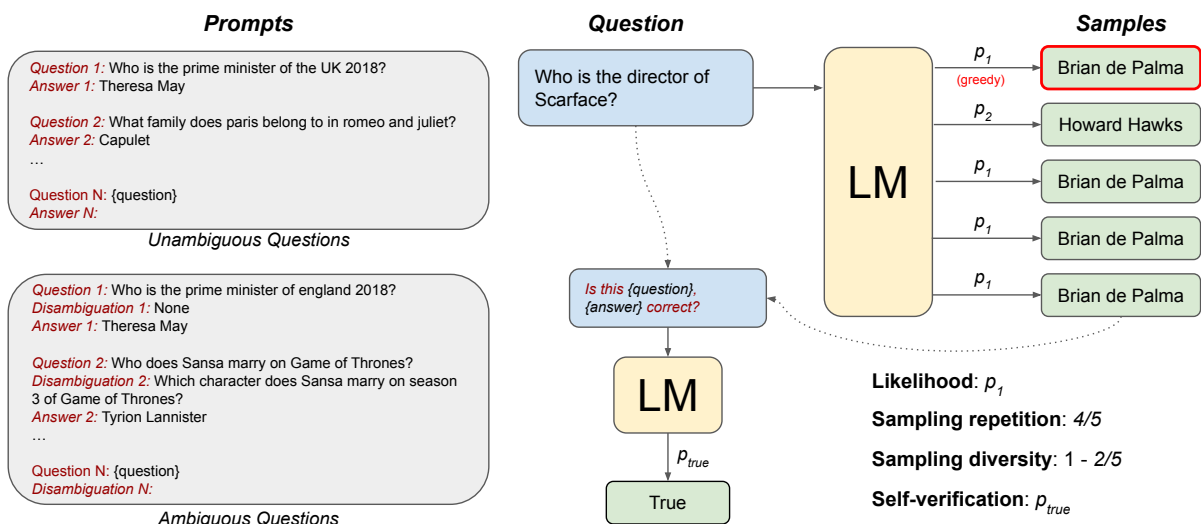 Prompts
Question 1: Who is the prime minister of the UK 2018?
Answer 1: Theresa May
Question 2: What family does paris belong to in romeo and juliet?
Answer 2: Capulet
…
Question N: {question}
Answer N:
Unambiguous Questions
Question 1: Who is the prime minister of england 2018?
Disambiguation 1: None
Answer 1: Theresa May
Question 2: Who does Sansa marry on Game of Thrones?
Disambiguation 2: Which character does Sansa marry on season
3 of Game of Thrones?
Answer 2: Tyrion Lannister
…
Question N: {question}
Disambiguation N:
Ambiguous Questions
Question
Who is the director of
Scarface?
LM
Samples
p1
(greedy)
Brian de Palma
p2
Howard Hawks
p1
Brian de Palma
p1
Brian de Palma
p1
Brian de Palma
Is this {question},
{answer} correct?
LM
ptrue
True
Likelihood: p1
Sampling repetition: 4/5
Sampling diversity: 1 - 2/5
Self-verification: ptrue